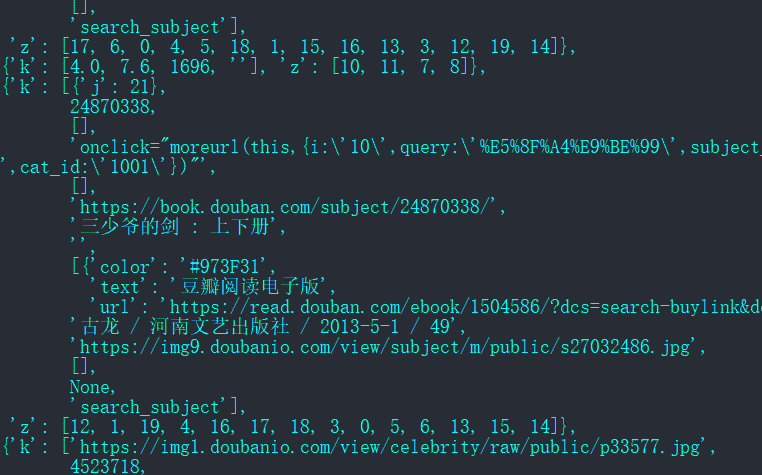 [],
'search_subject'],
'z': [17, 6, 0, 4, 5, 18, 1, 15, 16, 13, 3, 12, 19, 14]},
{'k': [4.0, 7.6, 1696, ''], 'z': [10, 11, 7, 8]},
{'k': [{'j': 21},
24870338,
[],
'onclick="moreurl(this,{i:\'10\',query:\'%E5%8F%A4%E9%BE%99\',subject_
',cat_id:\'1001\'})"',
[],
'https://book.douban.com/subject/24870338/',
'三少爷的剑 : 上下册',
'',
[{'color': '#973F31',
'text': '豆瓣阅读电子版',
'url': 'https://read.douban.com/ebook/1504586/?dcs=search-buylink&d
'古龙 / 河南文艺出版社 / 2013-5-1 / 49',
'https://img9.doubanio.com/view/subject/m/public/s27032486.jpg',
[],
None,
'search_subject'],
'z': [12, 1, 19, 4, 16, 17, 18, 3, 0, 5, 6, 13, 15, 14]},
{'k': ['https://img1.doubanio.com/view/celebrity/raw/public/p33577.jpg',
4523718,